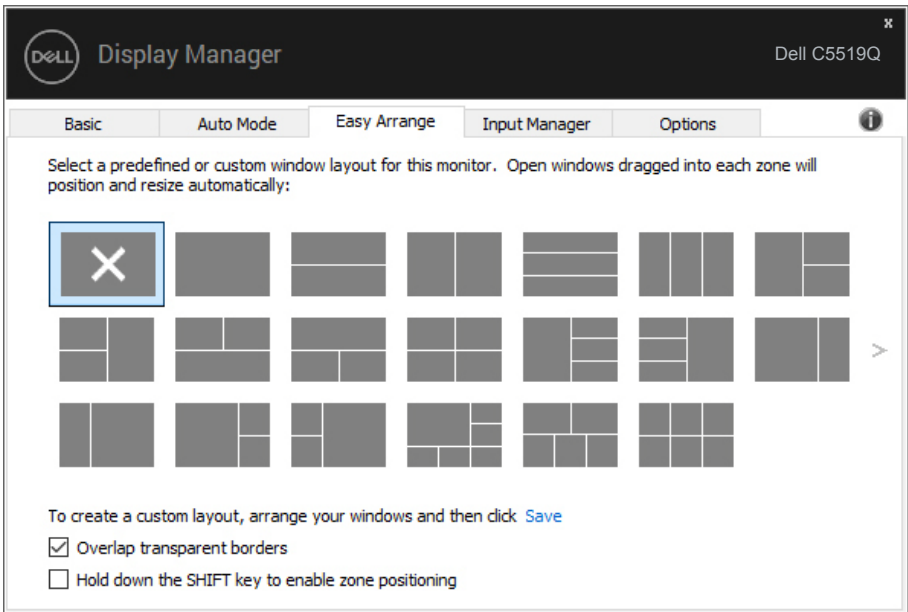 x
DELL Display Manager Dell C5519Q
Basic Auto Mode Easy Arrange Input Manager Options
Select a predefined or custom window layout for this monitor. Open windows dragged into each zone will
position and resize automatically:
>
To create a custom layout, arrange your windows and then click Save
Overlap transparent borders
Hold down the SHIFT key to enable zone positioning